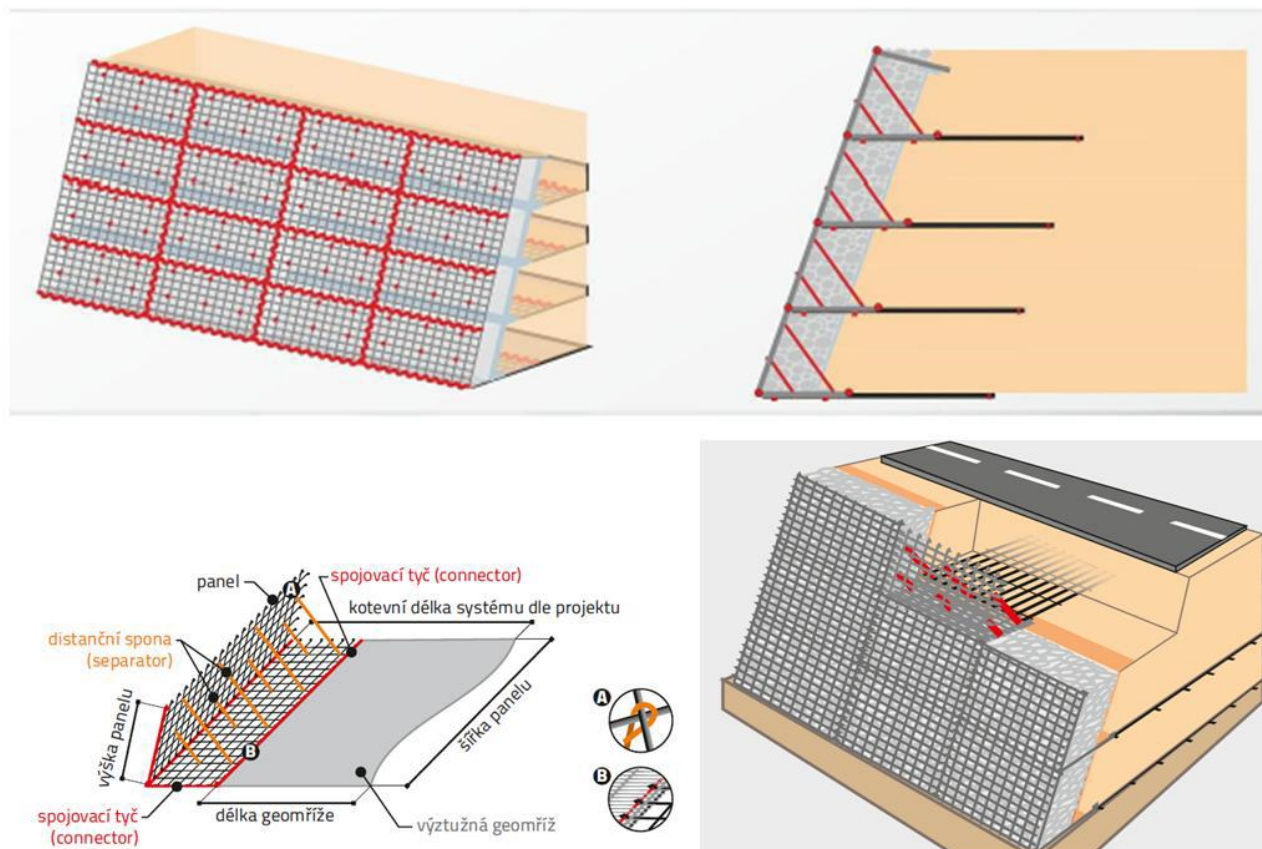 panel
A
spojovací tyč (connector)
kotevní délka systému dle projektu
distanční spona
(separator)
výška panelu
B
šířka panelu
A
B
spojovací tyč
(connector)
délka geomříže
výztužná geomříž